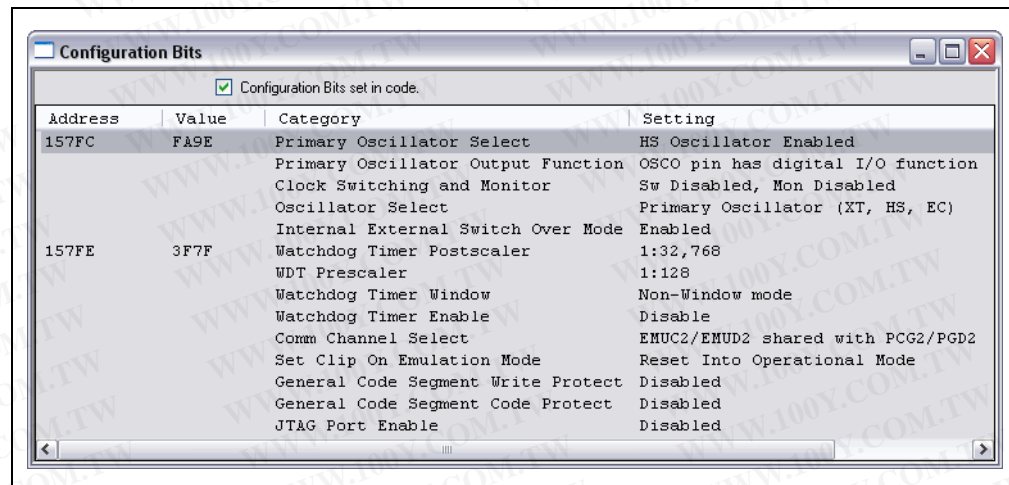 Configuration Bits
Configuration Bits set in code.
Address Value Category Setting
157FC FA9E Primary Oscillator Select HS Oscillator Enabled
Primary Oscillator Output Function OSCO pin has digital I/O function
Clock Switching and Monitor Sw Disabled, Mon Disabled
Oscillator Select Primary Oscillator (XT, HS, EC)
Internal External Switch Over Mode Enabled
157FE 3F7F Watchdog Timer Postscaler 1:32,768
WDT Prescaler 1:128
Watchdog Timer Window Non-Window mode
Watchdog Timer Enable Disable
Comm Channel Select EMUC2/EMUD2 shared with PCG2/PGD2
Set Clip On Emulation Mode Reset Into Operational Mode
General Code Segment Write Protect Disabled
General Code Segment Code Protect Disabled
JTAG Port Enable Disabled
WWW.100Y.COM.TW